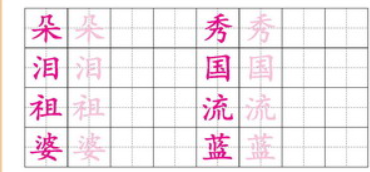 朵 朵 秀 秀
泪 泪 国 国
祖 祖 流 流
婆 婆 蓝 蓝